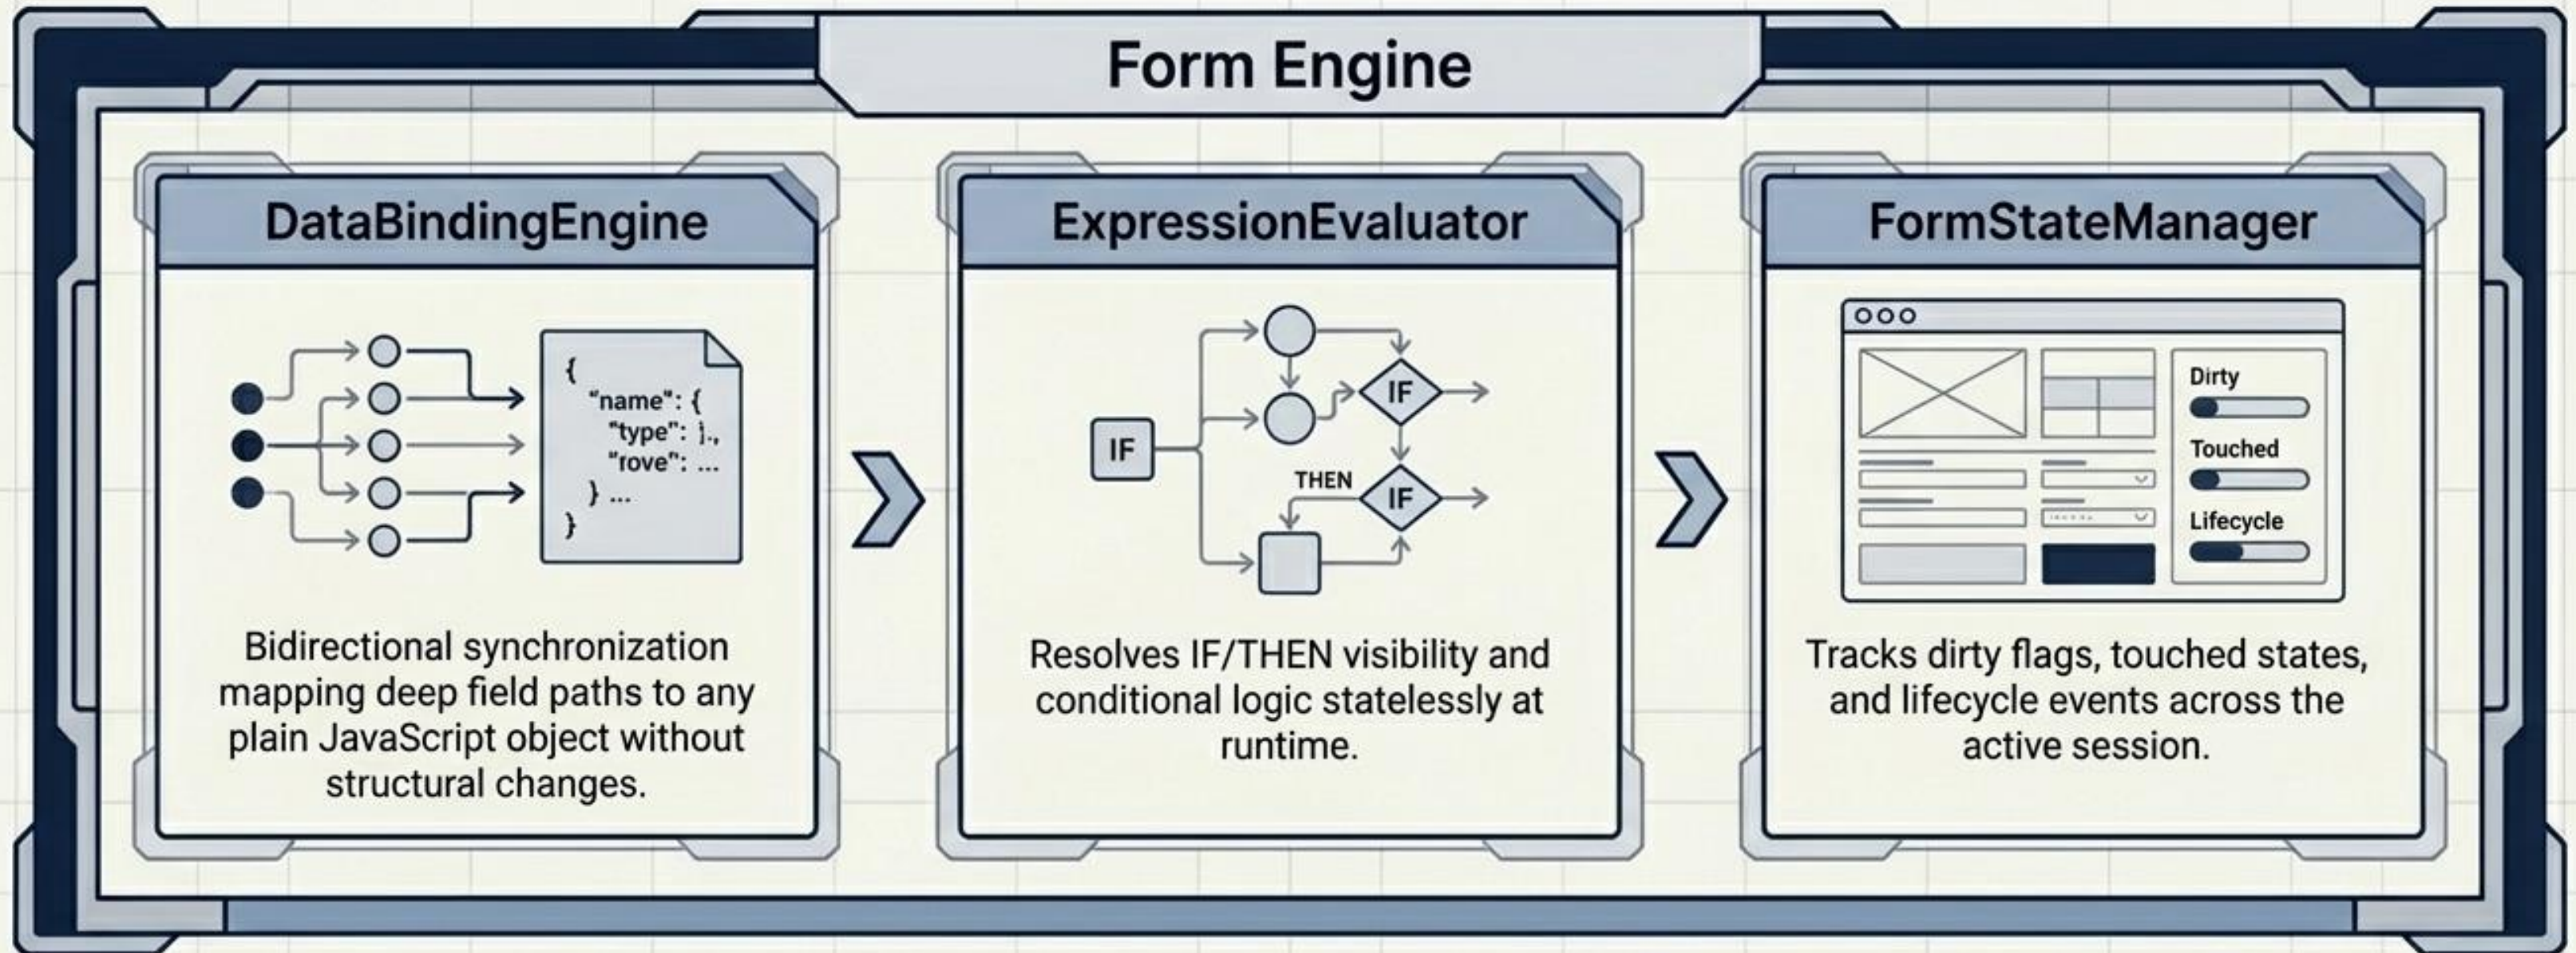 Form Engine
DataBindingEngine
{
"name": {
"type": ].,
"rove": ...
} ...
}
Bidirectional synchronization
mapping deep field paths to any
plain JavaScript object without
structural changes.
ExpressionEvaluator
IF
IF
THEN
IF
Resolves IF/THEN visibility and
conditional logic statelessly at
runtime.
FormStateManager
Dirty
Touched
Lifecycle
Tracks dirty flags, touched states,
and lifecycle events across the
active session.